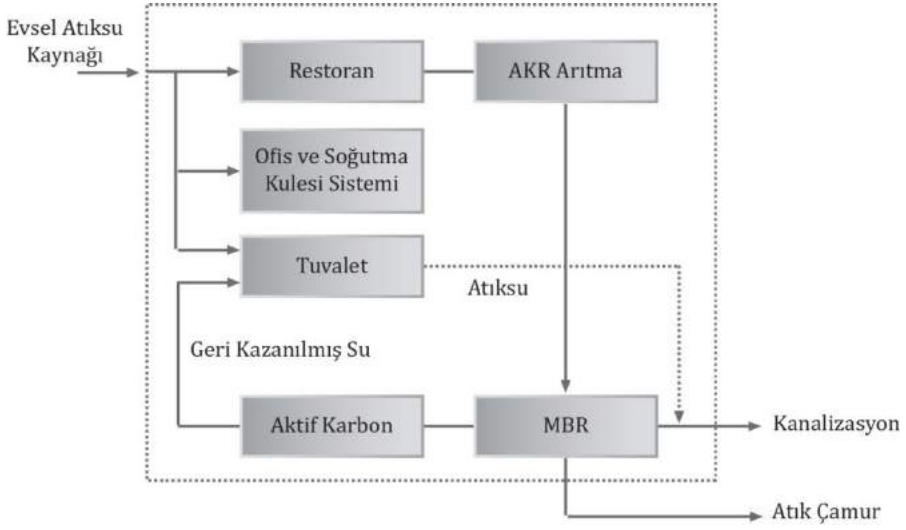 Evsel Atıksu
Kaynağı
Restoran
AKR Arıtma
Ofis ve Soğutma
Kulesi Sistemi
Tuvalet
Atıksu
Geri Kazanılmış Su
Aktif Karbon
MBR
Kanalizasyon
Atık Çamur